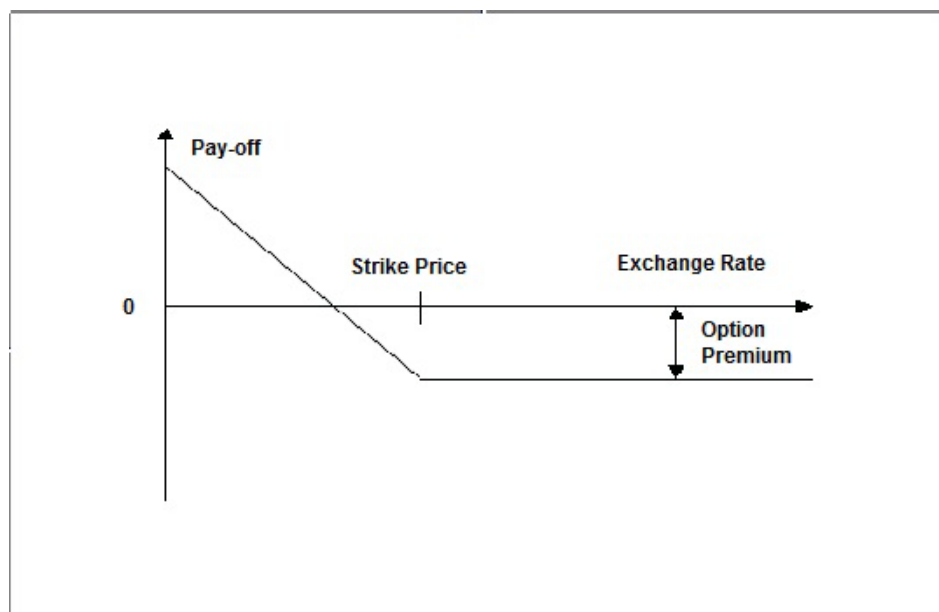 Pay-off
Strike Price
Exchange Rate
0
Option
Premium